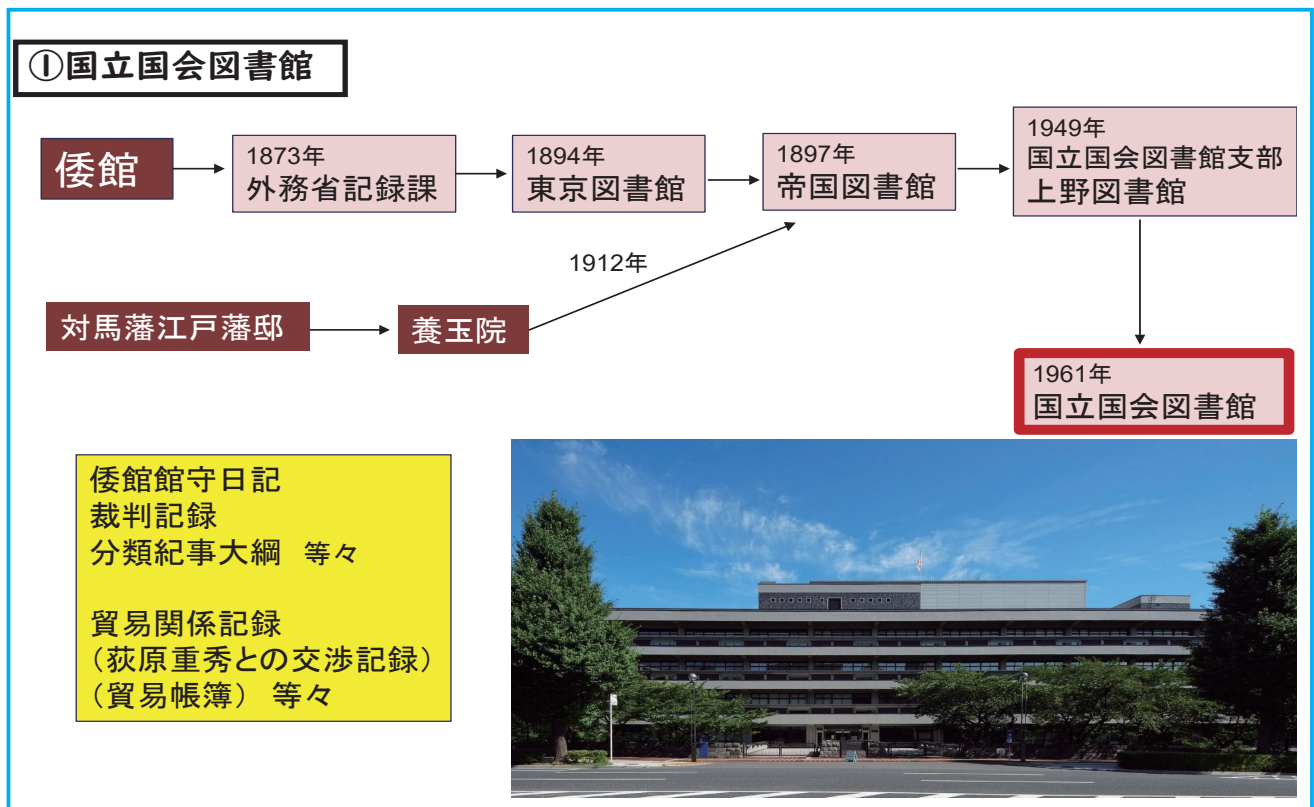 ①国立国会図書館
倭館
1873年
外務省記録課
1894年
東京図書館
1897年
帝国図書館
1949年
国立国会図書館支部
上野図書館
1912年
対馬藩江戸藩邸
養玉院
1961年
国立国会図書館
倭館館守日記
裁判記録
分類紀事大綱 等々
貿易関係記録
(荻原重秀との交渉記録)
(貿易帳簿) 等々